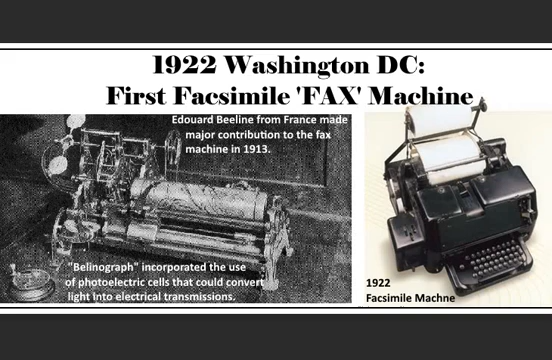 1922 Washington DC:
First Facsimile 'FAX' Machine
Edouard Beeline from France made
major contribution to the fax
machine in 1913.
"Belinograph" incorporated the use
of photoelectric cells that could convert
light into electrical transmissions.
1922
Facsimile Machne